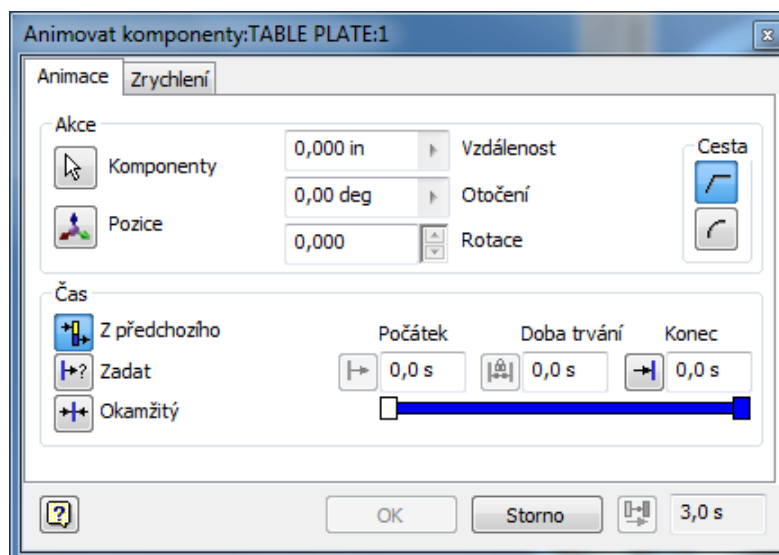 Animovat komponenty:TABLE PLATE:1
Animace Zrychlení
Akce
Komponenty 0,000 in Vzdálenost Cesta
0,00 deg Otočení
Pozice
0,000 Rotace
Čas
Z předchozího Počátek Doba trvání Konec
Zadat 0,0 s 0,0 s 0,0 s
Okamžitý
OK Storno 3,0 s